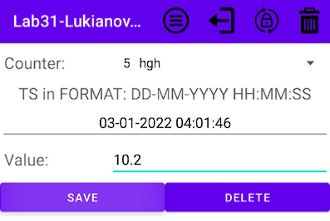 Lab31-Lukianov...
Counter: 5 hgh
TS in FORMAT: DD-MM-YYYY HH:MM:SS
03-01-2022 04:01:46
Value: 10.2
SAVE DELETE